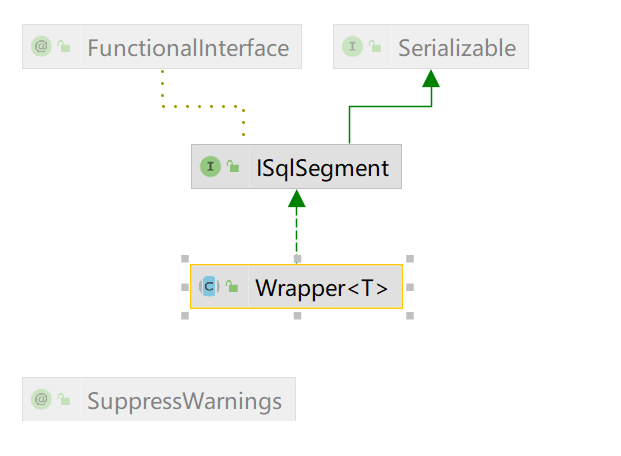 @ FunctionalInterface
I Serializable
I ISqlSegment
C Wrapper<T>
@ SuppressWarnings